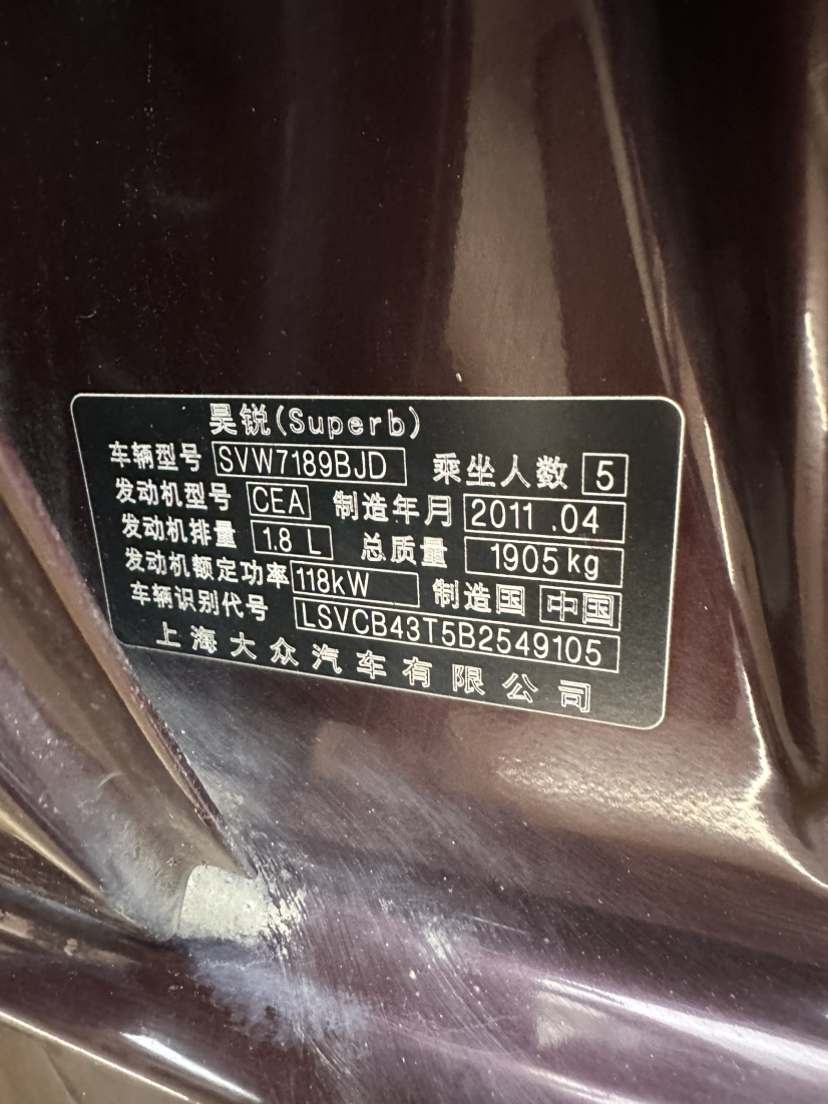 昊锐(Superb)
车辆型号 SVW7189BJD 乘坐人数 5
发动机型号 CEA 制造年月 2011.04
发动机排量 1.8 L 总质量 1905kg
发动机额定功率 118kW 制造国 中国
车辆识别代号 LSVCB43T5B2549105
上海大众汽车有限公司